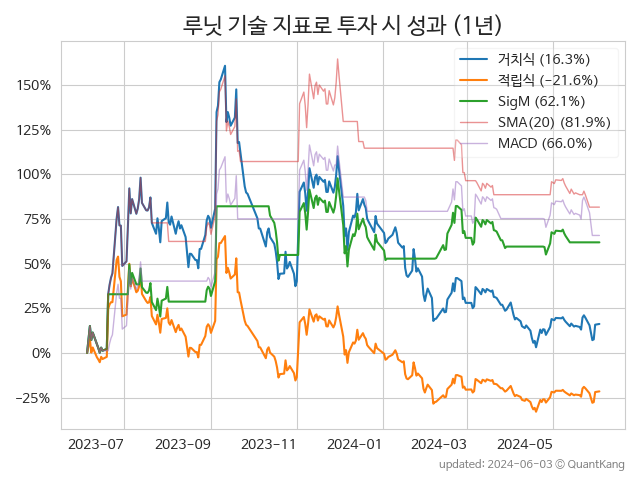 루닛 기술 지표로 투자 시 성과 (1년)
거치식 (16.3%)
적립식 (−21.6%)
SigM (62.1%)
SMA(20) (81.9%)
MACD (66.0%)
150%
125%
100%
75%
50%
25%
0%
−25%
2023−07
2023−09
2023−11
2024−01
2024−03
2024−05
updated: 2024−06−03 © QuantKang